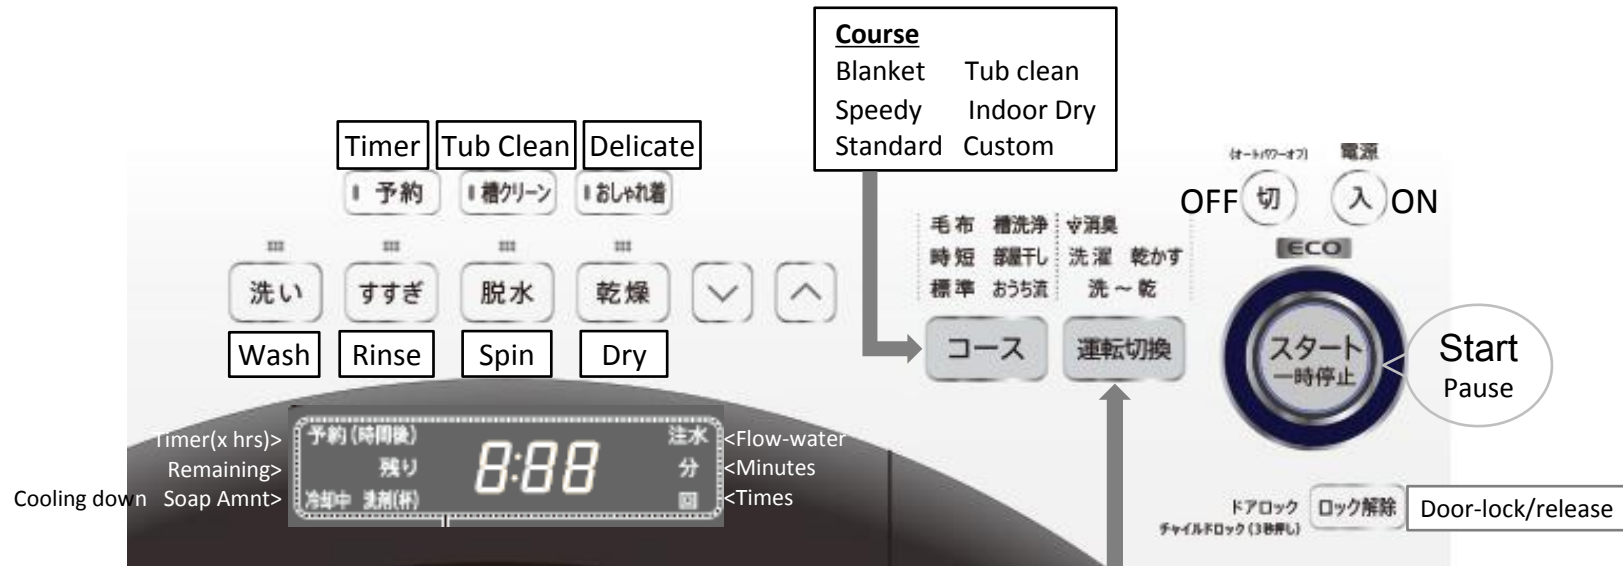 Course
Blanket Tub clean
Speedy Indoor Dry
Standard Custom
Timer Tub Clean Delicate
予約 槽クリーン おしゃれ着
(オートパワーオフ) 電源
OFF 切 入 ON
ECO
毛布 槽洗浄 消臭
時短 部屋干し 洗濯 乾かす
標準 おうち流 洗~乾
洗い すすぎ 脱水 乾燥
Wash Rinse Spin Dry
コース 運転切換
スタート
一時停止
Start
Pause
Timer(x hrs)> 予約(時間後) 8:88 注水 <Flow-water
Remaining> 残り 分 <Minutes
Cooling down Soap Amnt> 冷却中 洗剤(杯) 回 <Times
ドアロック ロック解除 Door-lock/release
チャイルドロック(3秒押し)